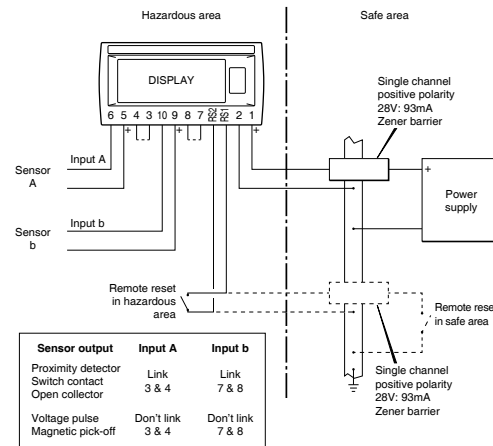 Hazardous area
Safe area
DISPLAY
6 5 4 3 10 9 8 7 RS2 RS1 2 1
+ + +
Single channel
positive polarity
28V: 93mA
Zener barrier
Input A
Sensor
A
+
Power
supply
Input b
Sensor
b
Remote reset
in hazardous
area
Remote reset
in safe area
Sensor output Input A Input b
Proximity detector
Switch contact
Open collector
Link
3 & 4
Link
7 & 8
Voltage pulse
Magnetic pick-off
Don't link
3 & 4
Don't link
7 & 8
Single channel
positive polarity
28V: 93mA
Zener barrier